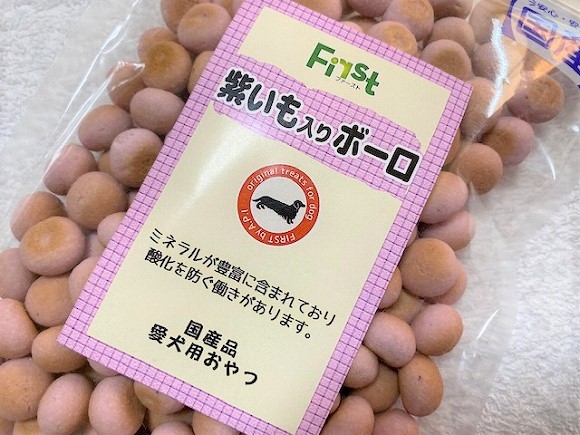 First
ファースト
紫いも入りボーロ
original treats for dog
FIRST by A.P.I
ミネラルが豊富に含まれており
酸化を防ぐ働きがあります。
国産品
愛犬用おやつ